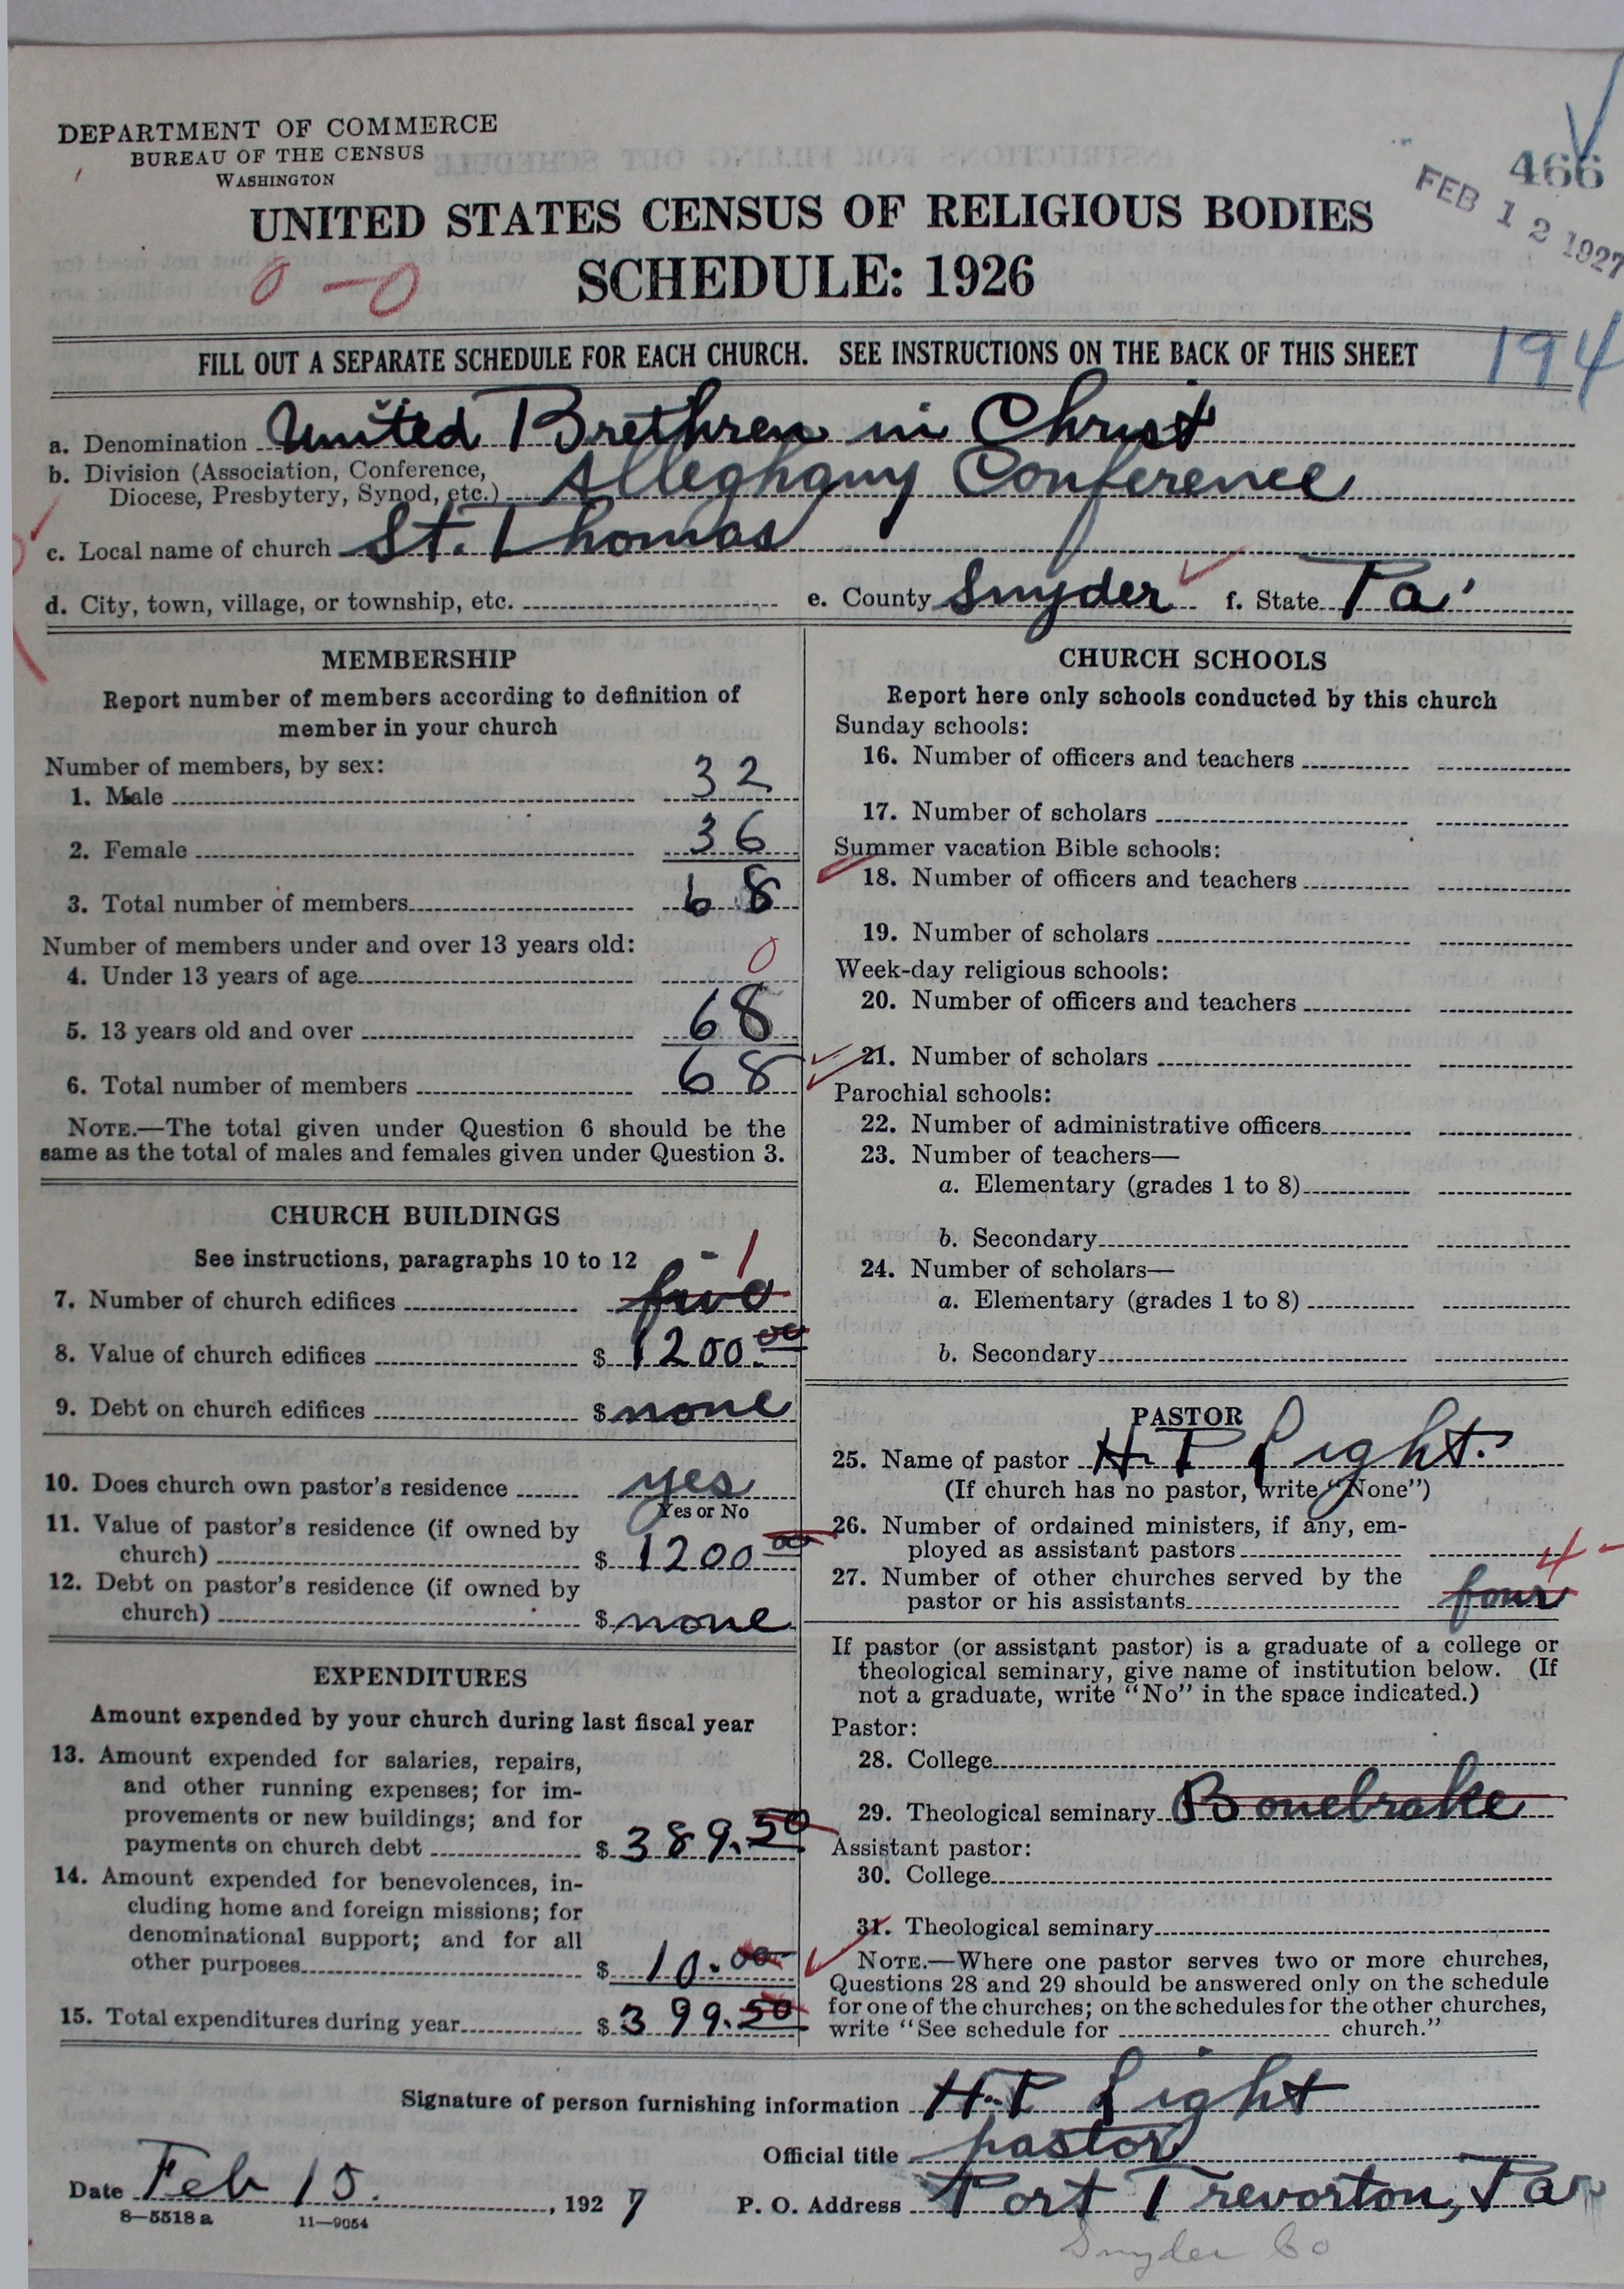 DEPARTMENT OF COMMERCE
BUREAU OF THE CENSUS
WASHINGTON
466
FEB 12 1927
UNITED STATES CENSUS OF RELIGIOUS BODIES
SCHEDULE: 1926
0 - 0
194
FILL OUT A SEPARATE SCHEDULE FOR EACH CHURCH. SEE INSTRUCTIONS ON THE BACK OF THIS SHEET
a. Denomination United Brethren in Christ
b. Division (Association, Conference,
Diocese, Presbytery, Synod, etc.) Alleghany Conference
c. Local name of church St. Thomas
d. City, town, village, or township, etc. e. County Snyder f. State Pa.
MEMBERSHIP
Report number of members according to definition of
member in your church
Number of members, by sex:
1. Male 32
2. Female 36
3. Total number of members 68
Number of members under and over 13 years old:
4. Under 13 years of age 0
5. 13 years old and over 68
6. Total number of members 68
NOTE.—The total given under Question 6 should be the
same as the total of males and females given under Question 3.
CHURCH BUILDINGS
See instructions, paragraphs 10 to 12
7. Number of church edifices 1
8. Value of church edifices $1200.00
9. Debt on church edifices $none
10. Does church own pastor's residence yes
Yes or No
11. Value of pastor's residence (if owned by
church) $1200.00
12. Debt on pastor's residence (if owned by
church) $none
EXPENDITURES
Amount expended by your church during last fiscal year
13. Amount expended for salaries, repairs,
and other running expenses; for im-
provements or new buildings; and for
payments on church debt $389.50
14. Amount expended for benevolences, in-
cluding home and foreign missions; for
denominational support; and for all
other purposes $10.00
15. Total expenditures during year $399.50
CHURCH SCHOOLS
Report here only schools conducted by this church
Sunday schools:
16. Number of officers and teachers
17. Number of scholars
Summer vacation Bible schools:
18. Number of officers and teachers
19. Number of scholars
Week-day religious schools:
20. Number of officers and teachers
21. Number of scholars
Parochial schools:
22. Number of administrative officers
23. Number of teachers—
a. Elementary (grades 1 to 8)
b. Secondary
24. Number of scholars—
a. Elementary (grades 1 to 8)
b. Secondary
PASTOR
25. Name of pastor H. P. Light.
(If church has no pastor, write "None")
26. Number of ordained ministers, if any, em-
ployed as assistant pastors
27. Number of other churches served by the 4
pastor or his assistants four
If pastor (or assistant pastor) is a graduate of a college or
theological seminary, give name of institution below. (If
not a graduate, write "No" in the space indicated.)
Pastor:
28. College
29. Theological seminary Bonebrake
Assistant pastor:
30. College
31. Theological seminary
NOTE.—Where one pastor serves two or more churches,
Questions 28 and 29 should be answered only on the schedule
for one of the churches; on the schedules for the other churches,
write "See schedule for church."
Signature of person furnishing information H. P Light
Official title pastor
Date Feb 15., 1927 P. O. Address Port Trevorton, Pa.
8—5518 a 11—9054
Snyder Co